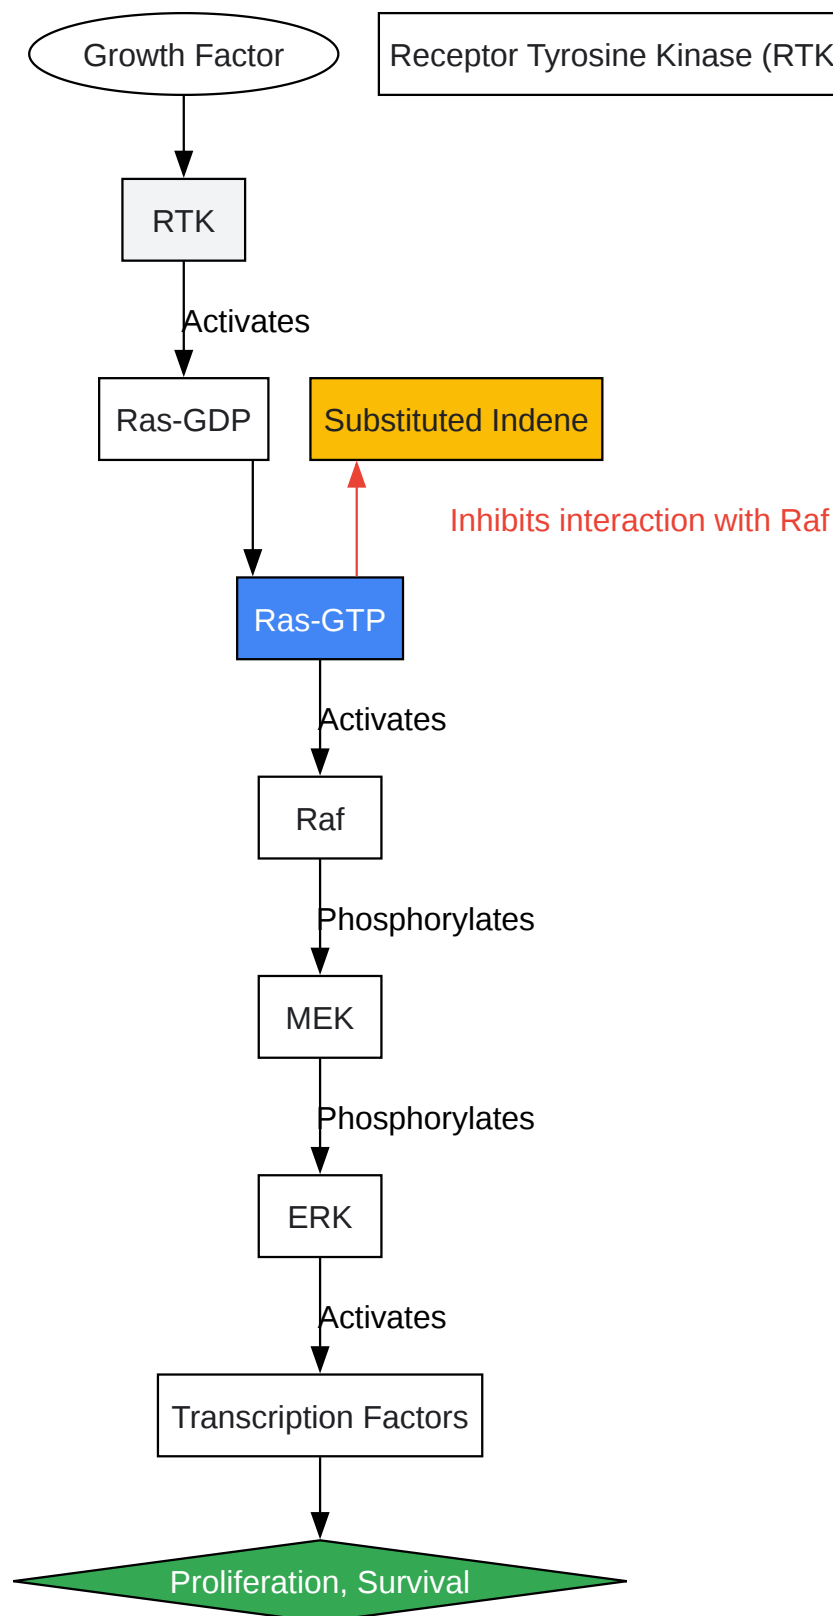 Growth Factor
Receptor Tyrosine Kinase (RTK
RTK
Activates
Ras-GDP
Substituted Indene
Inhibits interaction with Raf
Ras-GTP
Activates
Raf
Phosphorylates
MEK
Phosphorylates
ERK
Activates
Transcription Factors
Proliferation, Survival